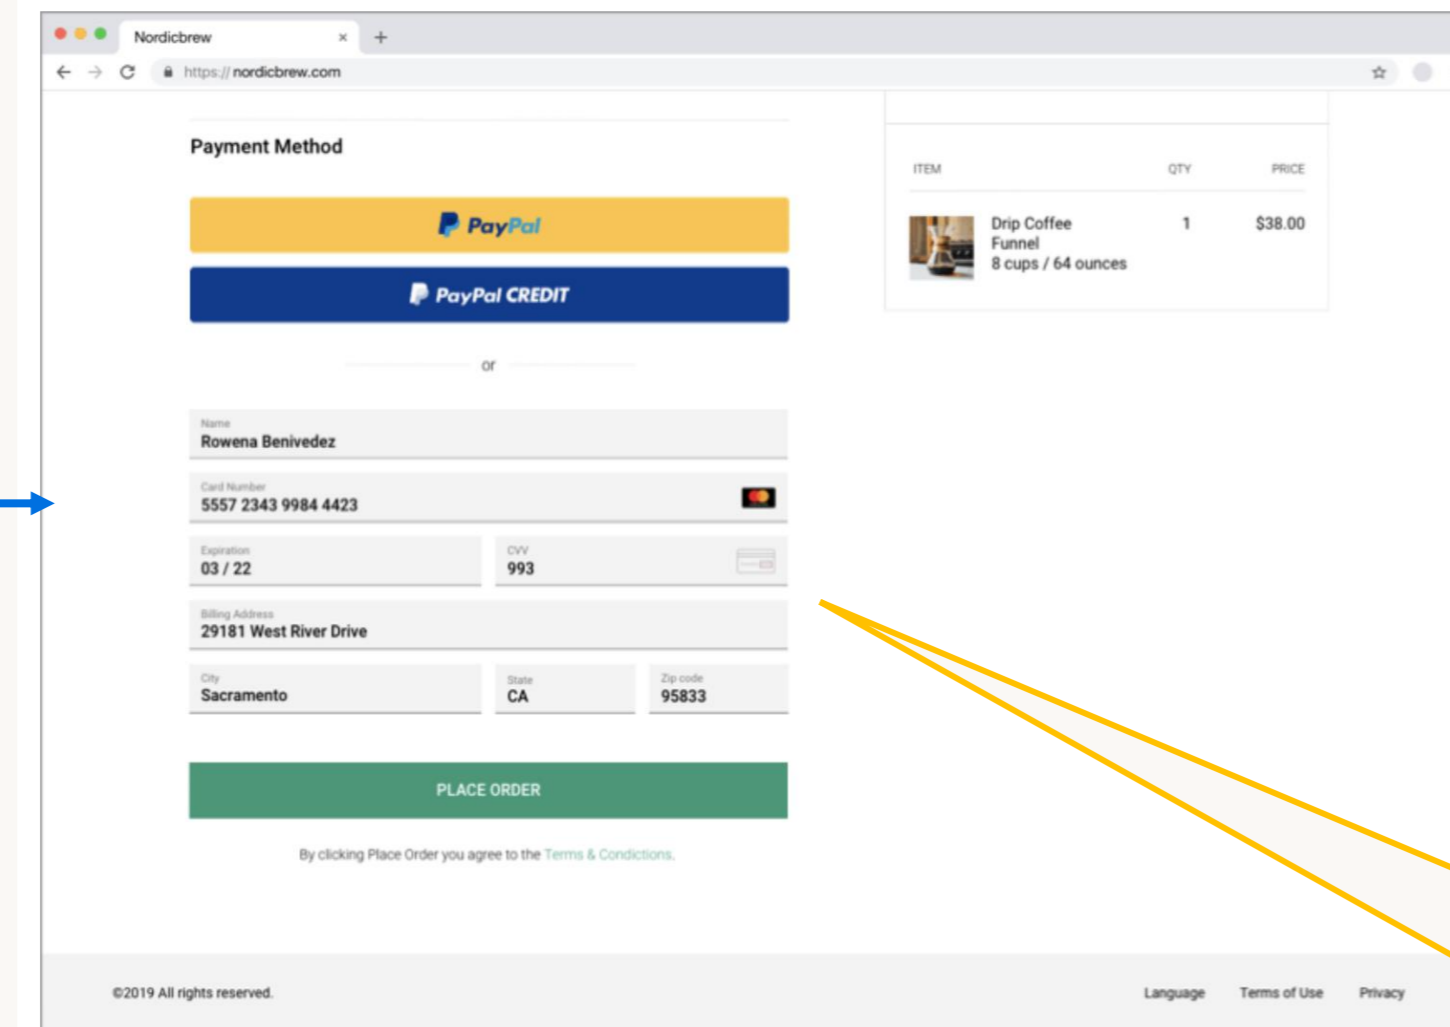 Nordicbrew
https://nordicbrew.com
Payment Method
PayPal
PayPal CREDIT
or
Name
Rowena Benivedez
Card Number
5557 2343 9984 4423
Expiration
03 / 22
CVV
993
Billing Address
29181 West River Drive
City
Sacramento
State
CA
Zip code
95833
PLACE ORDER
By clicking Place Order you agree to the Terms & Condictions.
ITEM QTY PRICE
Drip Coffee 1 $38.00
Funnel
8 cups / 64 ounces
©2019 All rights reserved.
Language Terms of Use Privacy